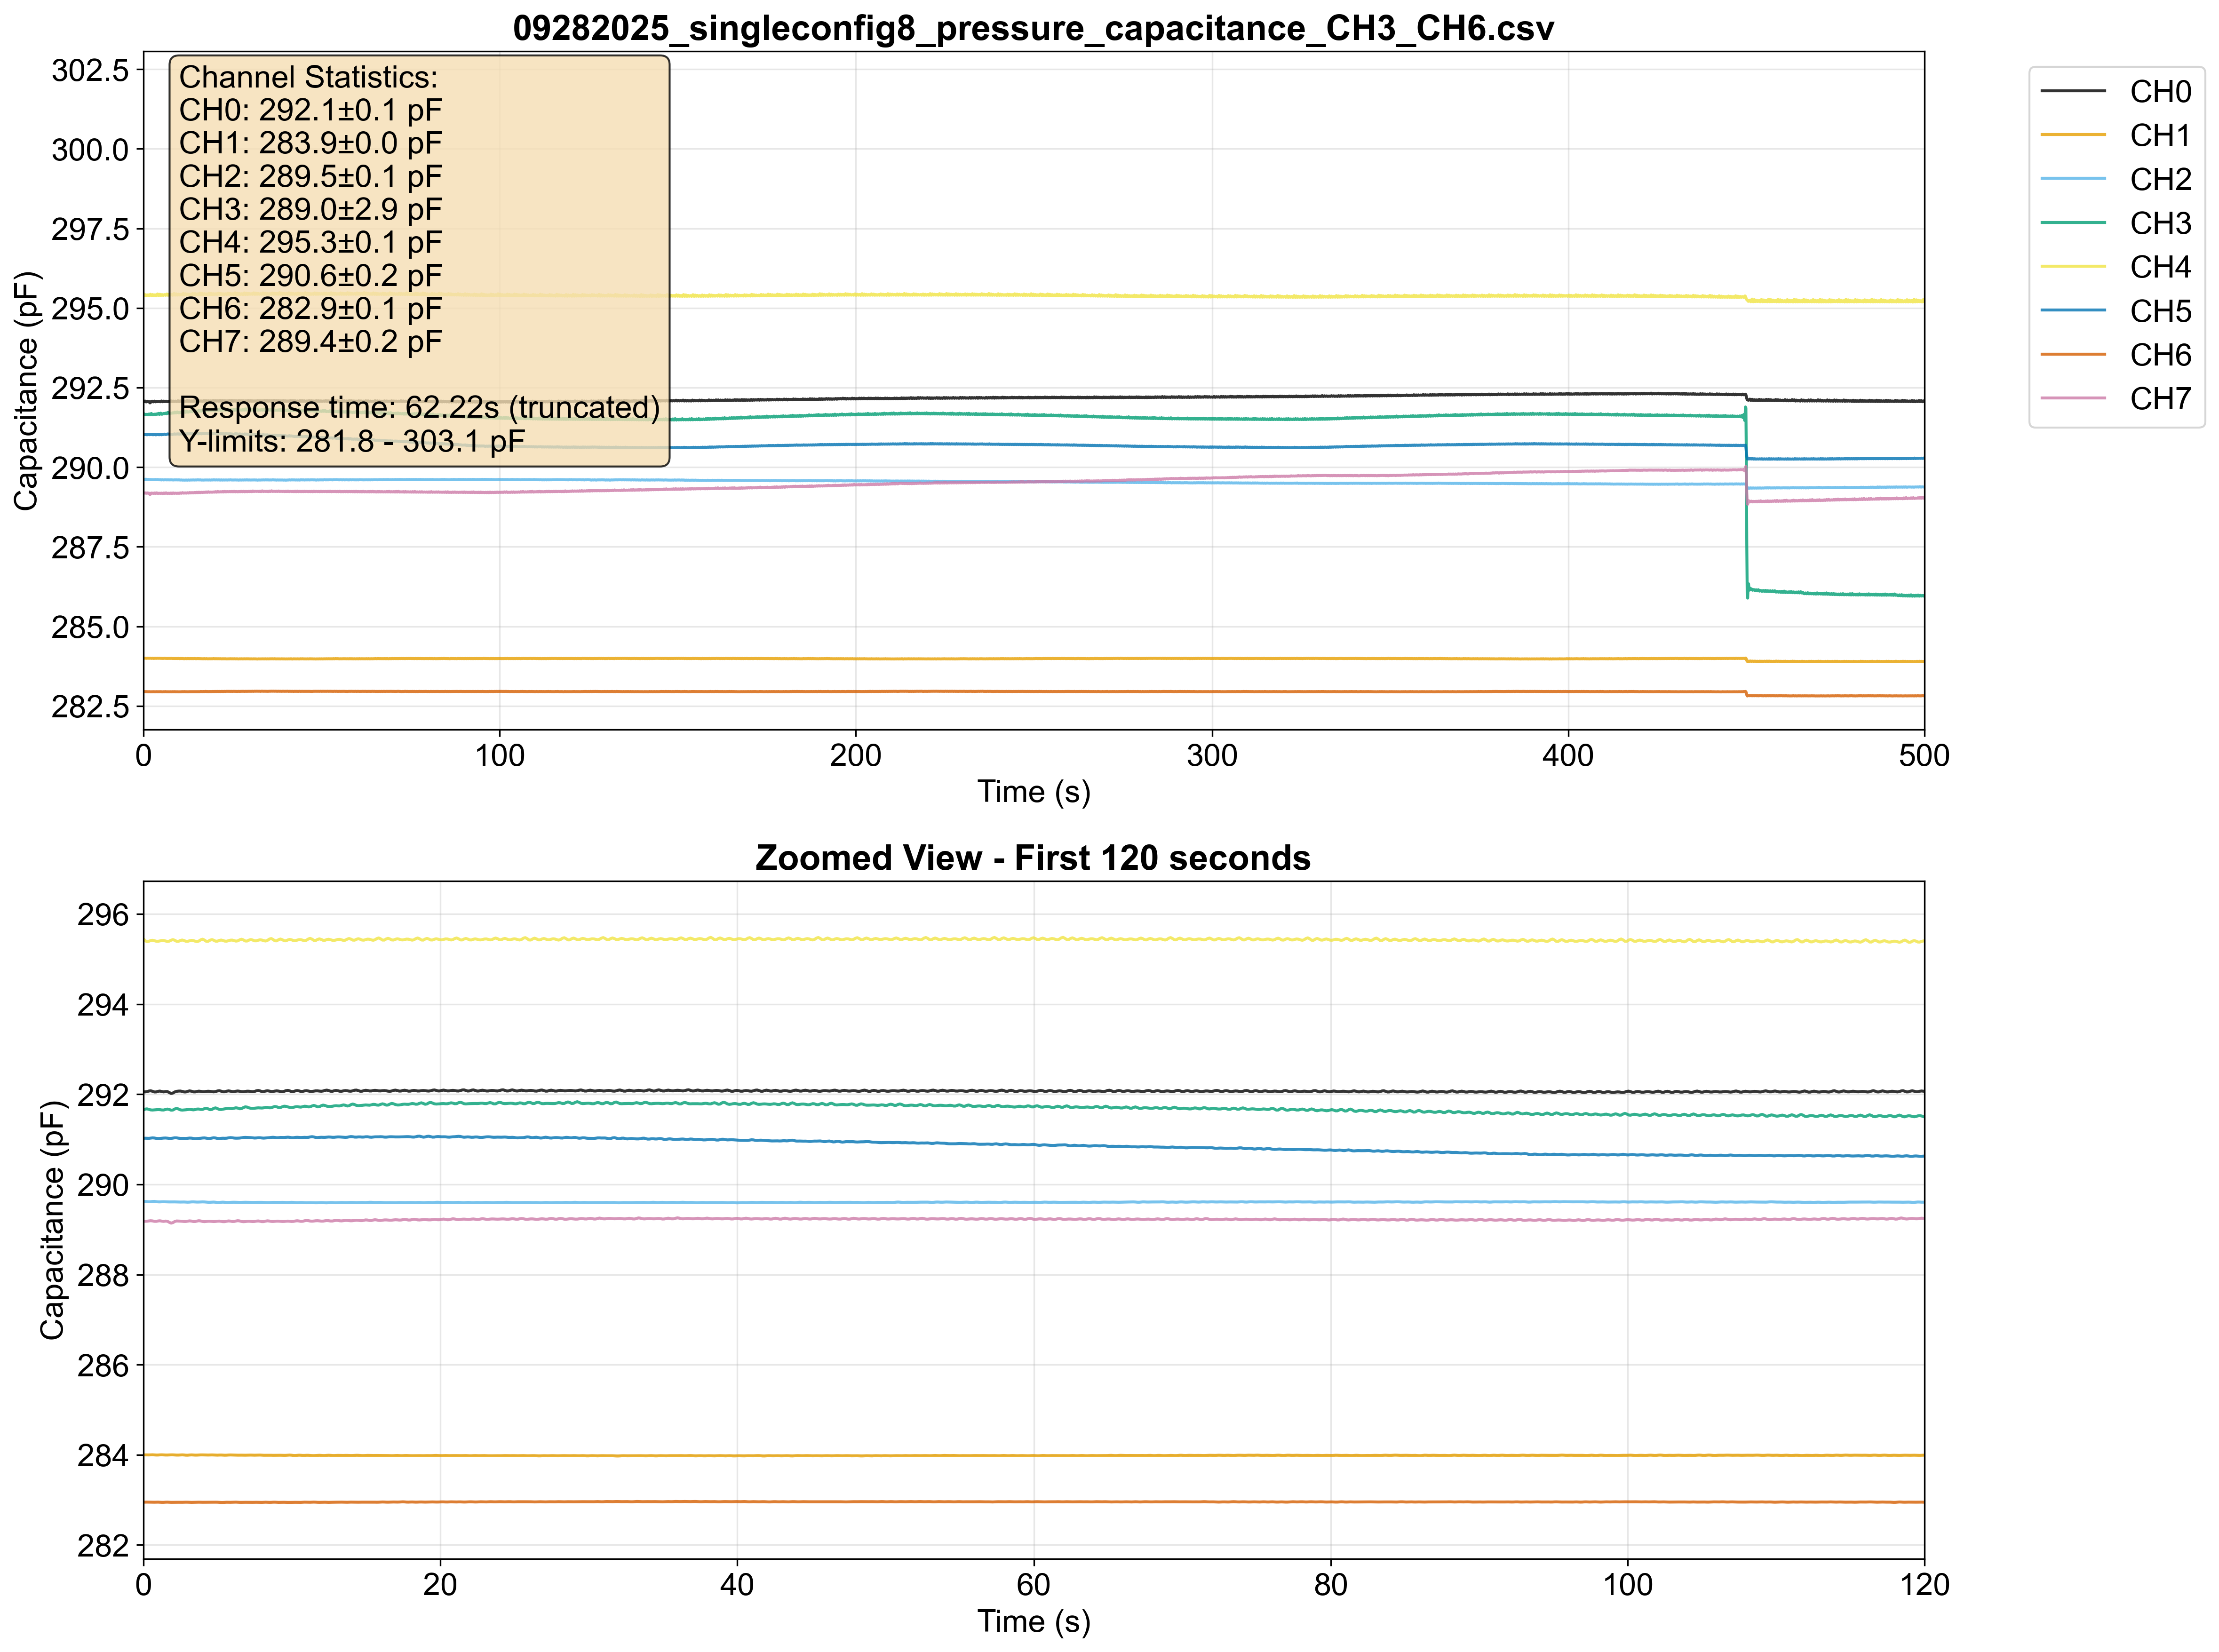 09282025_singleconfig8_pressure_capacitance_CH3_CH6.csv
Capacitance (pF)
302.5
300.0
297.5
295.0
292.5
290.0
287.5
285.0
282.5
Channel Statistics:
CH0: 292.1±0.1 pF
CH1: 283.9±0.0 pF
CH2: 289.5±0.1 pF
CH3: 289.0±2.9 pF
CH4: 295.3±0.1 pF
CH5: 290.6±0.2 pF
CH6: 282.9±0.1 pF
CH7: 289.4±0.2 pF
Response time: 62.22s (truncated)
Y-limits: 281.8 - 303.1 pF
CH0
CH1
CH2
CH3
CH4
CH5
CH6
CH7
0 100 200 300 400 500
Time (s)
Zoomed View - First 120 seconds
Capacitance (pF)
296
294
292
290
288
286
284
282
0 20 40 60 80 100 120
Time (s)